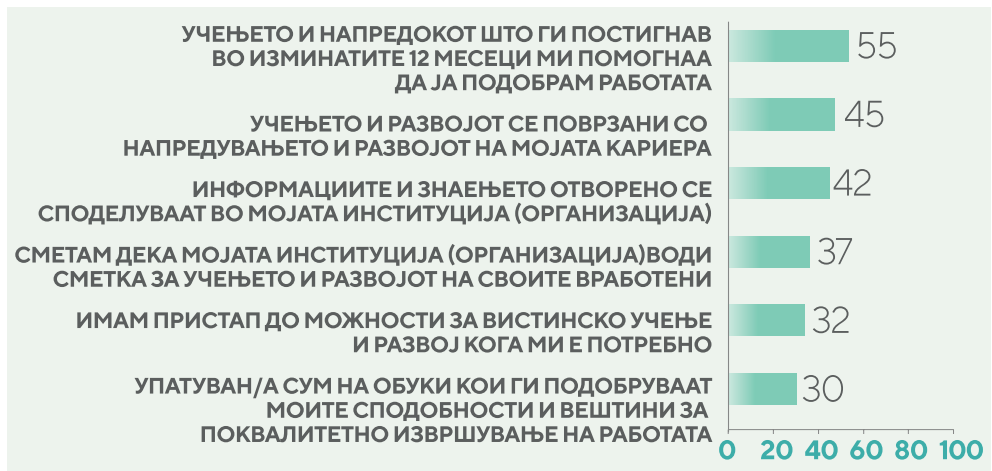 УЧЕЊЕТО И НАПРЕДОКОТ ШТО ГИ ПОСТИГНАВ
ВО ИЗМИНАТИТЕ 12 МЕСЕЦИ МИ ПОМОГНАА
ДА ЈА ПОДОБРАМ РАБОТАТА
55
УЧЕЊЕТО И РАЗВОЈОТ СЕ ПОВРЗАНИ СО
НАПРЕДУВАЊЕТО И РАЗВОЈОТ НА МОЈАТА КАРИЕРА
45
ИНФОРМАЦИИТЕ И ЗНАЕЊЕТО ОТВОРЕНО СЕ
СПОДЕЛУВААТ ВО МОЈАТА ИНСТИТУЦИЈА (ОРГАНИЗАЦИЈА)
42
СМЕТАМ ДЕКА МОЈАТА ИНСТИТУЦИЈА (ОРГАНИЗАЦИЈА)ВОДИ
СМЕТКА ЗА УЧЕЊЕТО И РАЗВОЈОТ НА СВОИТЕ ВРАБОТЕНИ
37
ИМАМ ПРИСТАП ДО МОЖНОСТИ ЗА ВИСТИНСКО УЧЕЊЕ
И РАЗВОЈ КОГА МИ Е ПОТРЕБНО
32
УПАТУВАН/А СУМ НА ОБУКИ КОИ ГИ ПОДОБРУВААТ
МОИТЕ СПОДОБНОСТИ И ВЕШТИНИ ЗА
ПОКВАЛИТЕТНО ИЗВРШУВАЊЕ НА РАБОТАТА
30
0 20 40 60 80 100